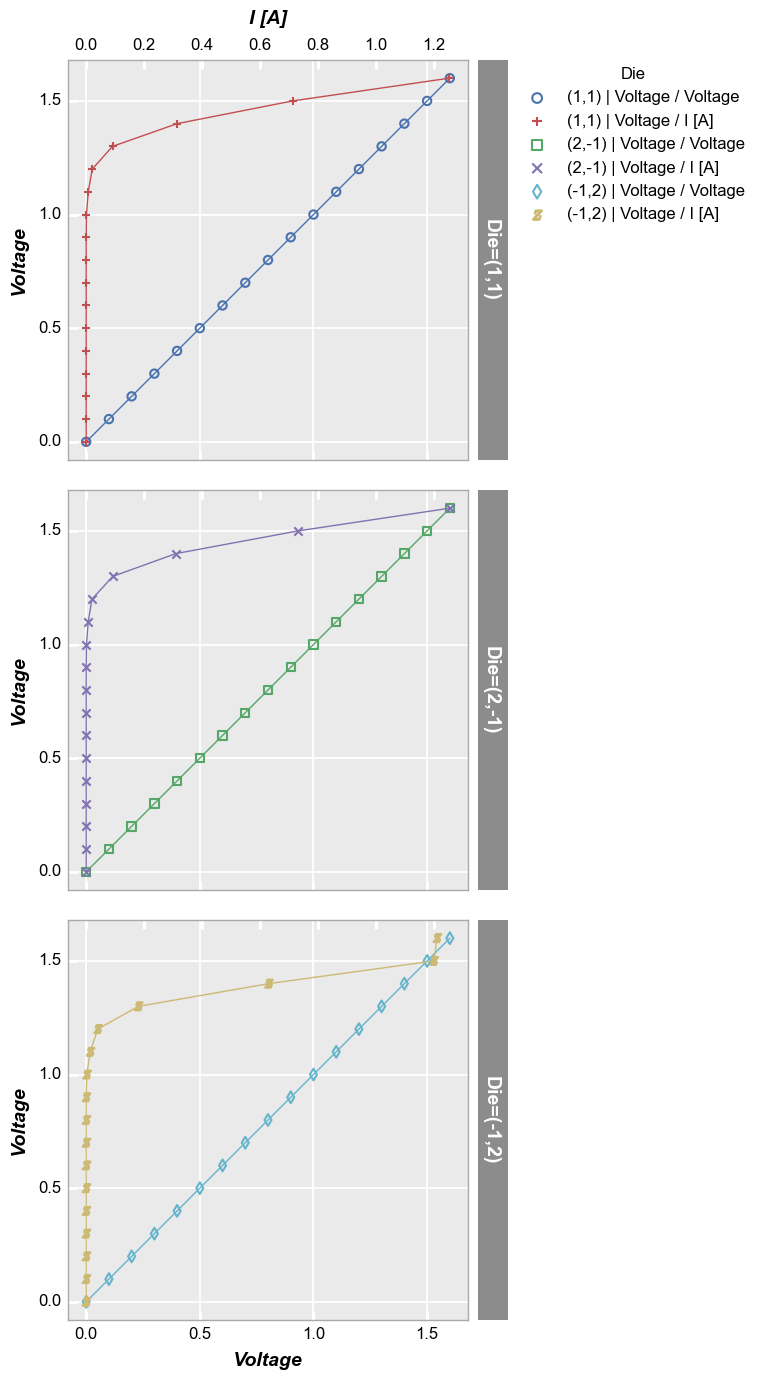 I [A]
0.0 0.2 0.4 0.6 0.8 1.0 1.2
Die
(1,1) | Voltage / Voltage
(1,1) | Voltage / I [A]
(2,-1) | Voltage / Voltage
(2,-1) | Voltage / I [A]
(-1,2) | Voltage / Voltage
(-1,2) | Voltage / I [A]
1.5
1.0
0.5
0.0
Voltage
Die=(1,1)
1.5
1.0
0.5
0.0
Voltage
Die=(2,-1)
1.5
1.0
0.5
0.0
Voltage
Die=(-1,2)
0.0 0.5 1.0 1.5
Voltage